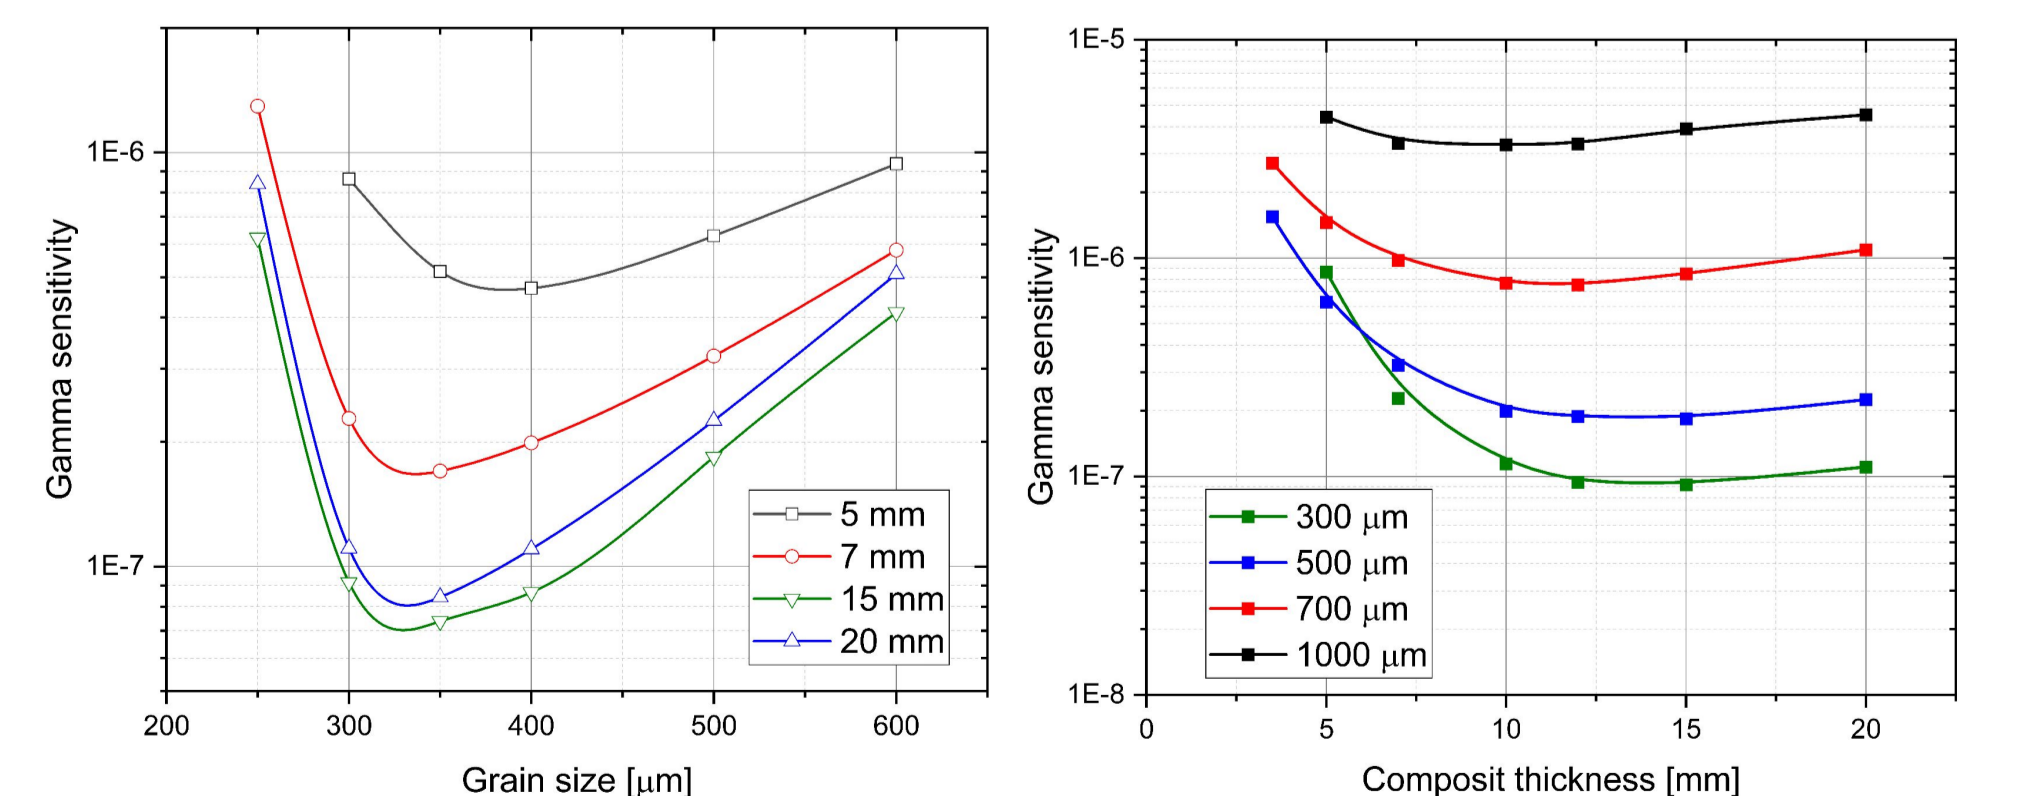 Gamma sensitivity
1E-6
1E-7
200 300 400 500 600
Grain size [μm]
5 mm
7 mm
15 mm
20 mm
Gamma sensitivity
1E-5
1E-6
1E-7
1E-8
0 5 10 15 20
Composit thickness [mm]
300 μm
500 μm
700 μm
1000 μm